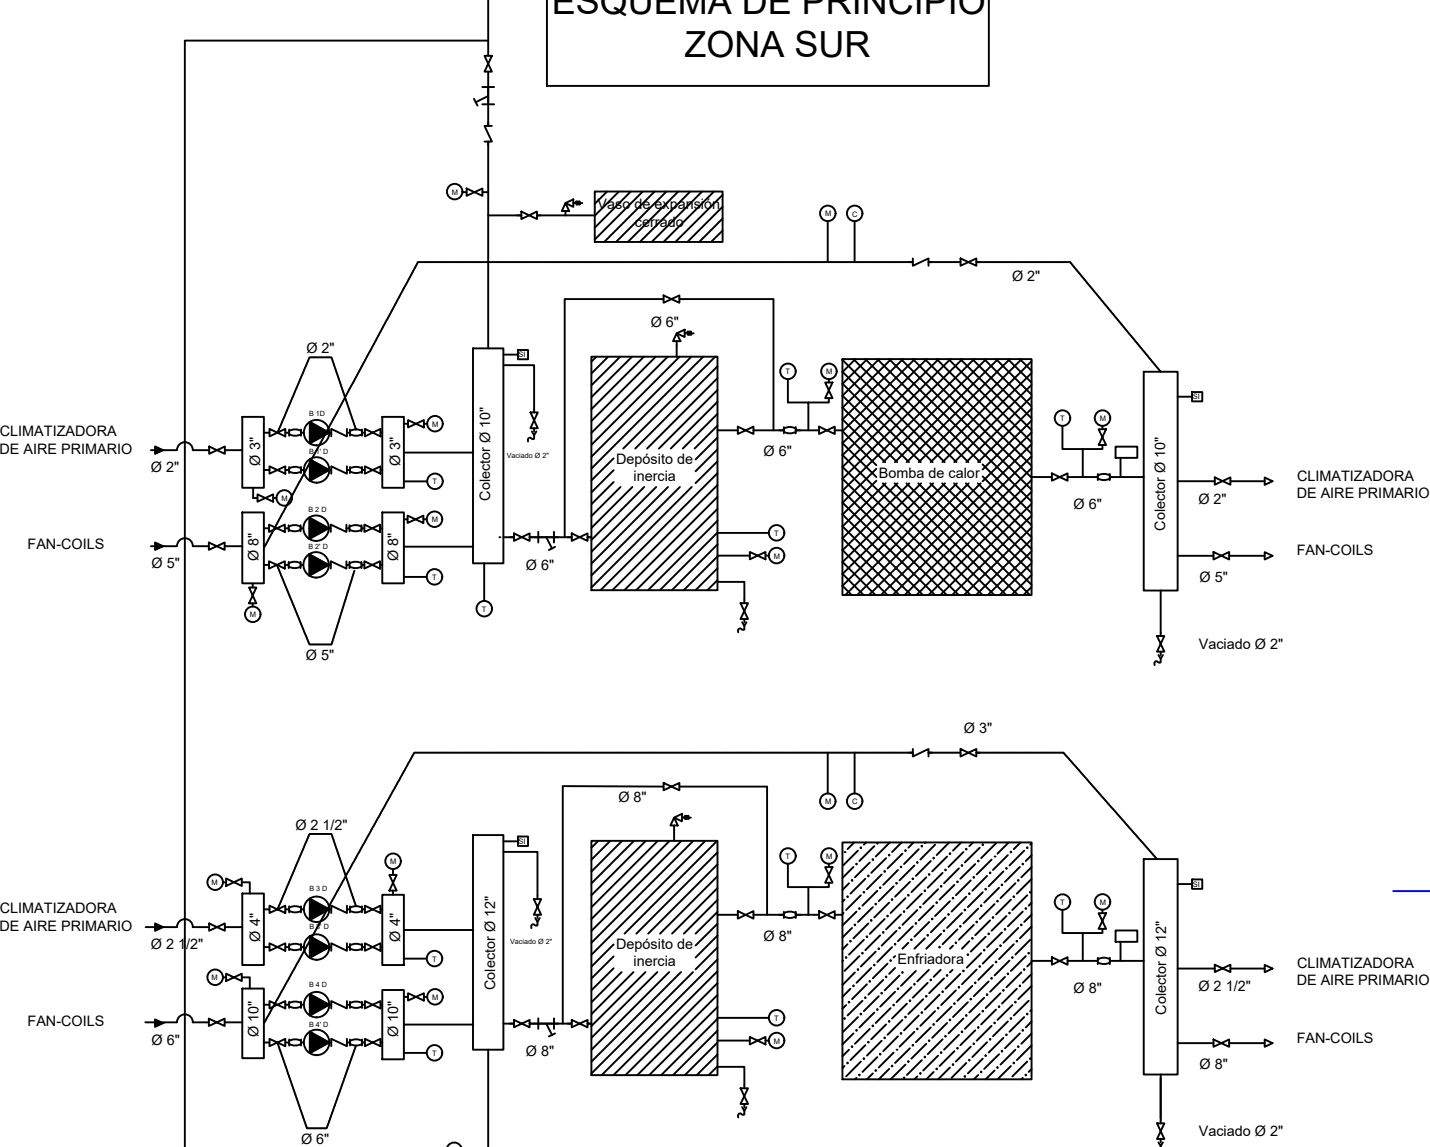 ESQUEMA DE PRINCIPIO
ZONA SUR
M
Vaso de expansión
cerrado
M
C
Ø 2"
Ø 6"
Ø 2"
SI
T
M
SI
CLIMATIZADORA
DE AIRE PRIMARIO
Ø 2"
B 1D
Ø 3"
Ø 3"
M
T
M
Colector Ø 10"
Vaciado Ø 2"
Depósito de
inercia
Ø 6"
Bomba de calor
T
M
Ø 6"
Colector Ø 10"
CLIMATIZADORA
DE AIRE PRIMARIO
Ø 2"
FAN-COILS
Ø 5"
B 2 D
B 2' D
Ø 8"
Ø 8"
M
T
M
Ø 5"
T
Ø 6"
T
M
FAN-COILS
Ø 5"
Vaciado Ø 2"
Ø 3"
M
C
Ø 8"
Ø 2 1/2"
SI
T
M
SI
CLIMATIZADORA
DE AIRE PRIMARIO
Ø 2 1/2"
M
B 3 D
Ø 4"
Ø 4"
M
T
Colector Ø 12"
Vaciado Ø 2"
Depósito de
inercia
Ø 8"
Enfriadora
T
M
Ø 8"
Colector Ø 12"
CLIMATIZADORA
DE AIRE PRIMARIO
Ø 2 1/2"
FAN-COILS
Ø 6"
M
B 4 D
B 4' D
Ø 10"
Ø 10"
M
T
Ø 6"
Ø 8"
T
M
FAN-COILS
Ø 8"
Vaciado Ø 2"